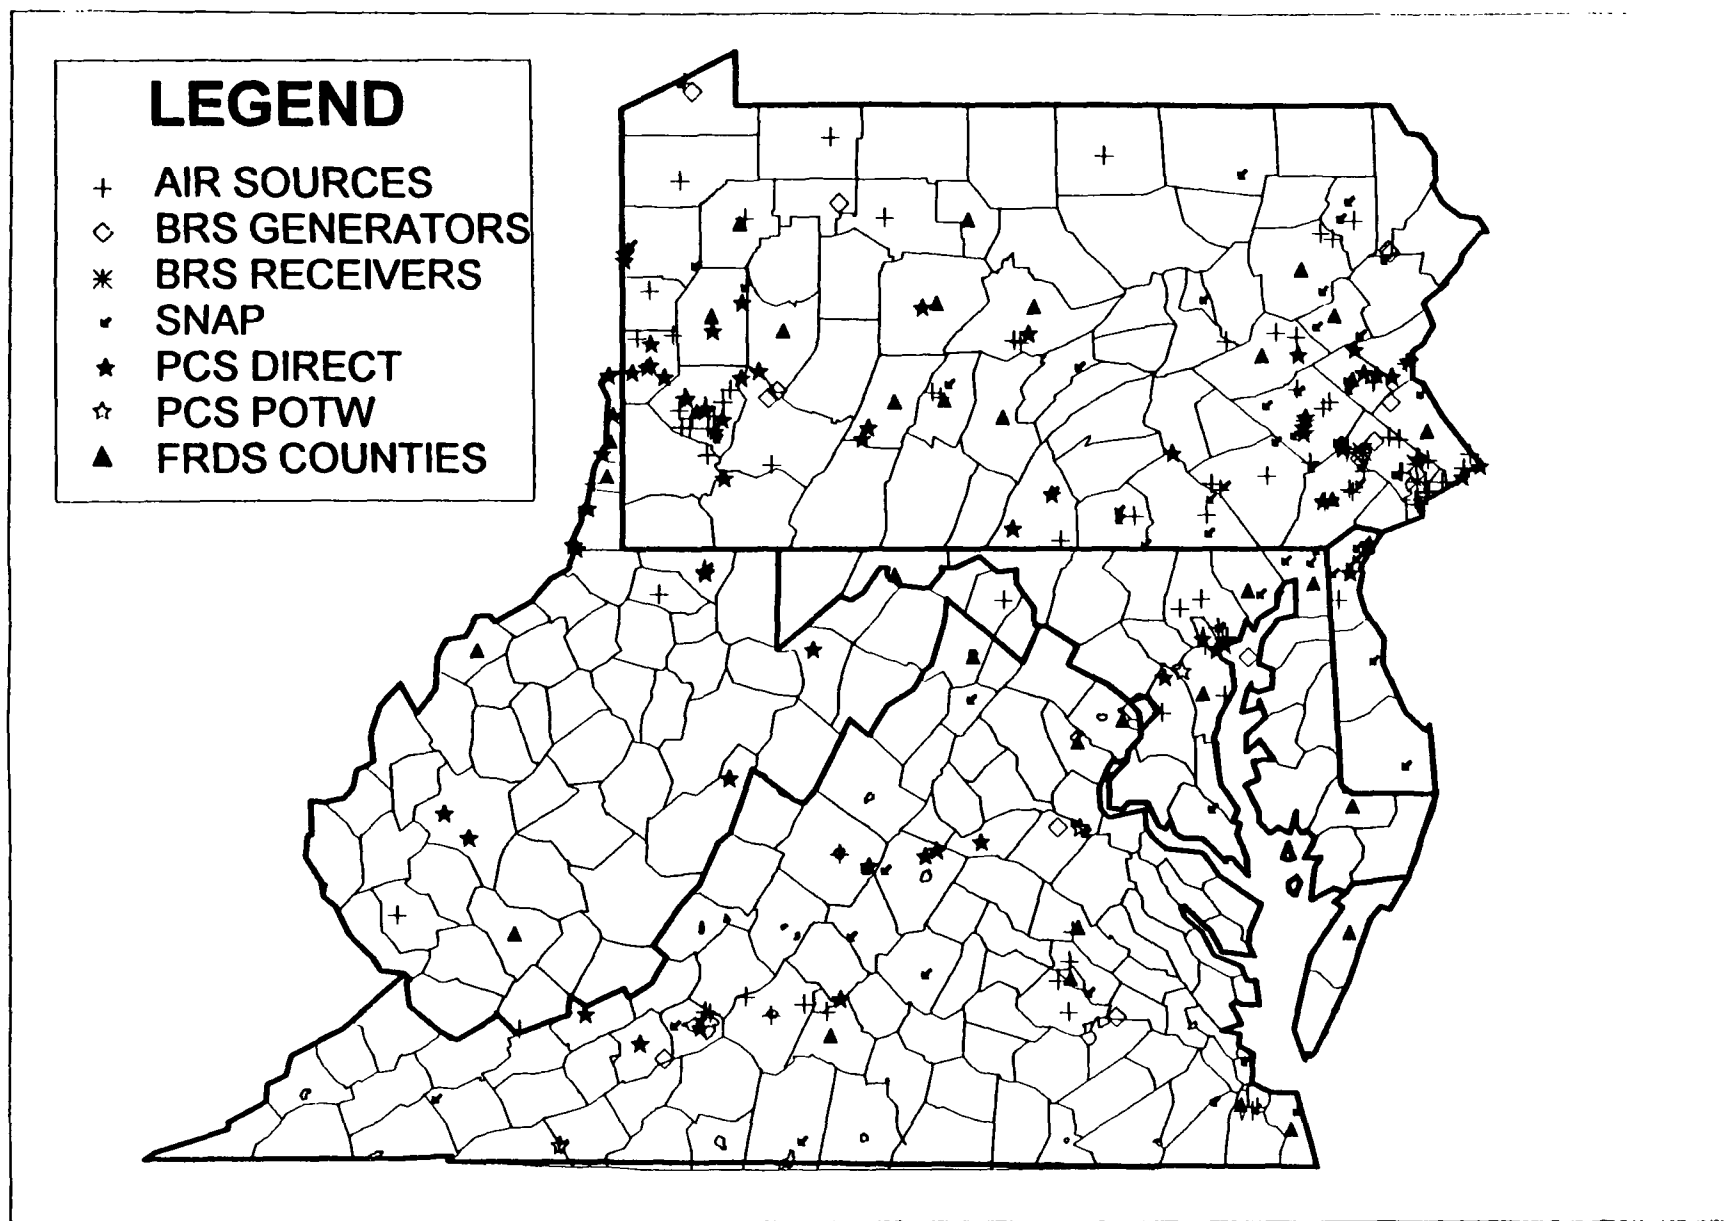 LEGEND
AIR SOURCES
BRS GENERATORS
BRS RECEIVERS
SNAP
PCS DIRECT
PCS POTW
FRDS COUNTIES